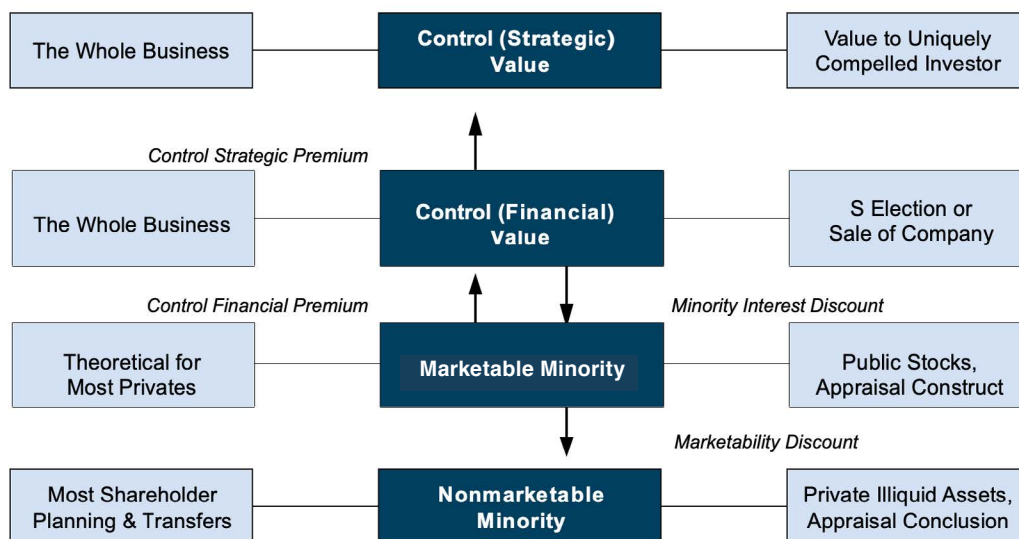 The Whole Business
Control (Strategic)
Value
Value to Uniquely
Compelled Investor
Control Strategic Premium
The Whole Business
Control (Financial)
Value
S Election or
Sale of Company
Control Financial Premium
Minority Interest Discount
Theoretical for
Most Privates
Marketable Minority
Public Stocks,
Appraisal Construct
Marketability Discount
Most Shareholder
Planning & Transfers
Nonmarketable
Minority
Private Illiquid Assets,
Appraisal Conclusion